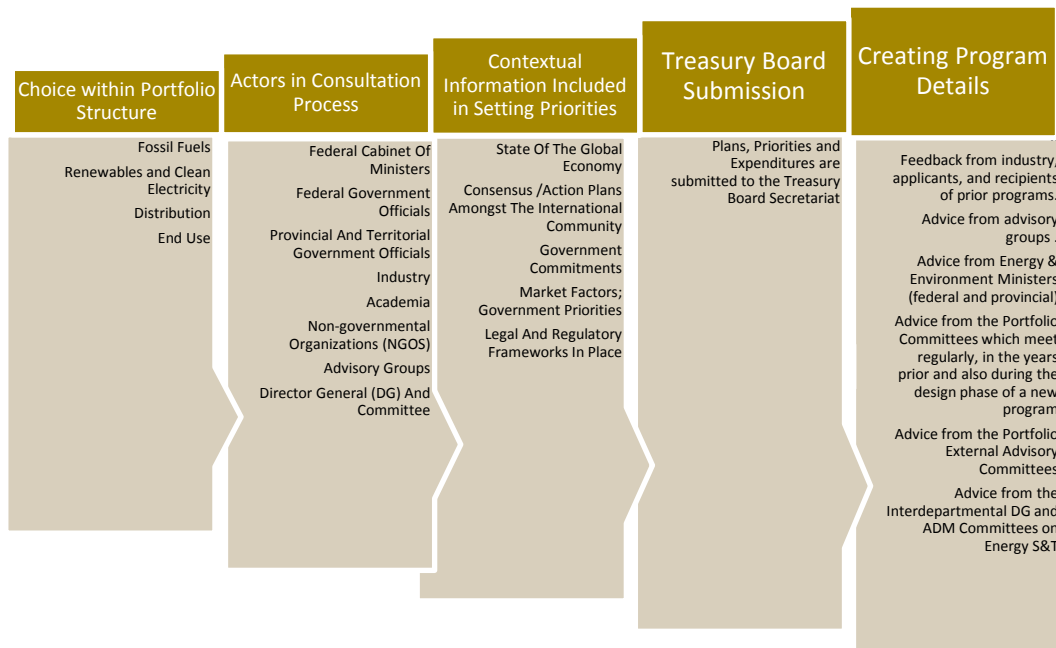 Choice within Portfolio
Structure
Fossil Fuels
Renewables and Clean
Electricity
Distribution
End Use
Actors in Consultation
Process
Federal Cabinet Of
Ministers
Federal Government
Officials
Provincial And Territorial
Government Officials
Industry
Academia
Non-governmental
Organizations (NGOS)
Advisory Groups
Director General (DG) And
Committee
Contextual
Information Included
in Setting Priorities
State Of The Global
Economy
Consensus /Action Plans
Amongst The International
Community
Government
Commitments
Market Factors;
Government Priorities
Legal And Regulatory
Frameworks In Place
Treasury Board
Submission
Plans, Priorities and
Expenditures are
submitted to the Treasury
Board Secretariat
Creating Program
Details
Feedback from industry,
applicants, and recipients
of prior programs.
Advice from advisory
groups .
Advice from Energy &
Environment Ministers
(federal and provincial)
Advice from the Portfolio
Committees which meet
regularly, in the years
prior and also during the
design phase of a new
program
Advice from the Portfolio
External Advisory
Committees
Advice from the
Interdepartmental DG and
ADM Committees on
Energy S&T